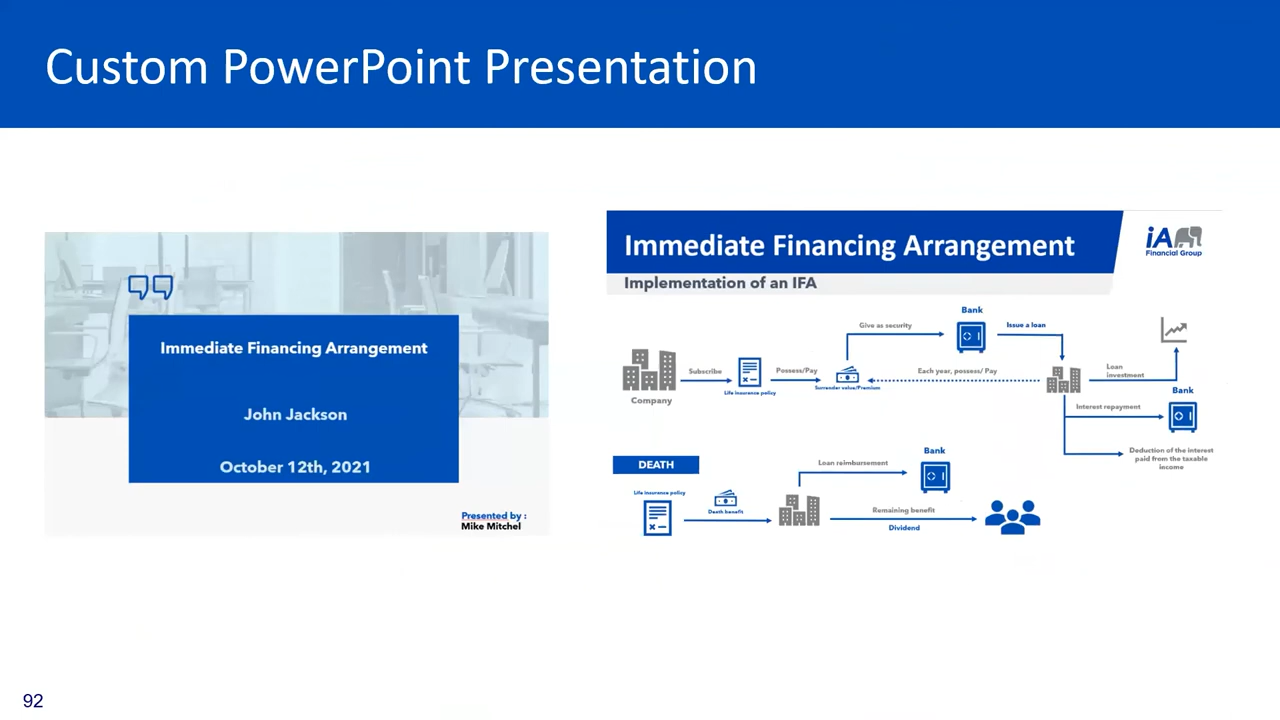 Custom PowerPoint Presentation
Immediate Financing Arrangement
John Jackson
October 12th, 2021
Presented by :
Mike Mitchel
Immediate Financing Arrangement
iA
Financial Group
Implementation of an IFA
Bank
Give as security
Issue a loan
Subscribe
Possess/Pay
Each year, possess/ Pay
Loan
investment
Company
Life insurance policy
Surrender value/Premium
Bank
Interest repayment
Deduction of the interest
paid from the taxable
income
DEATH
Loan reimbursement
Bank
Life insurance policy
Death benefit
Remaining benefit
Dividend
92